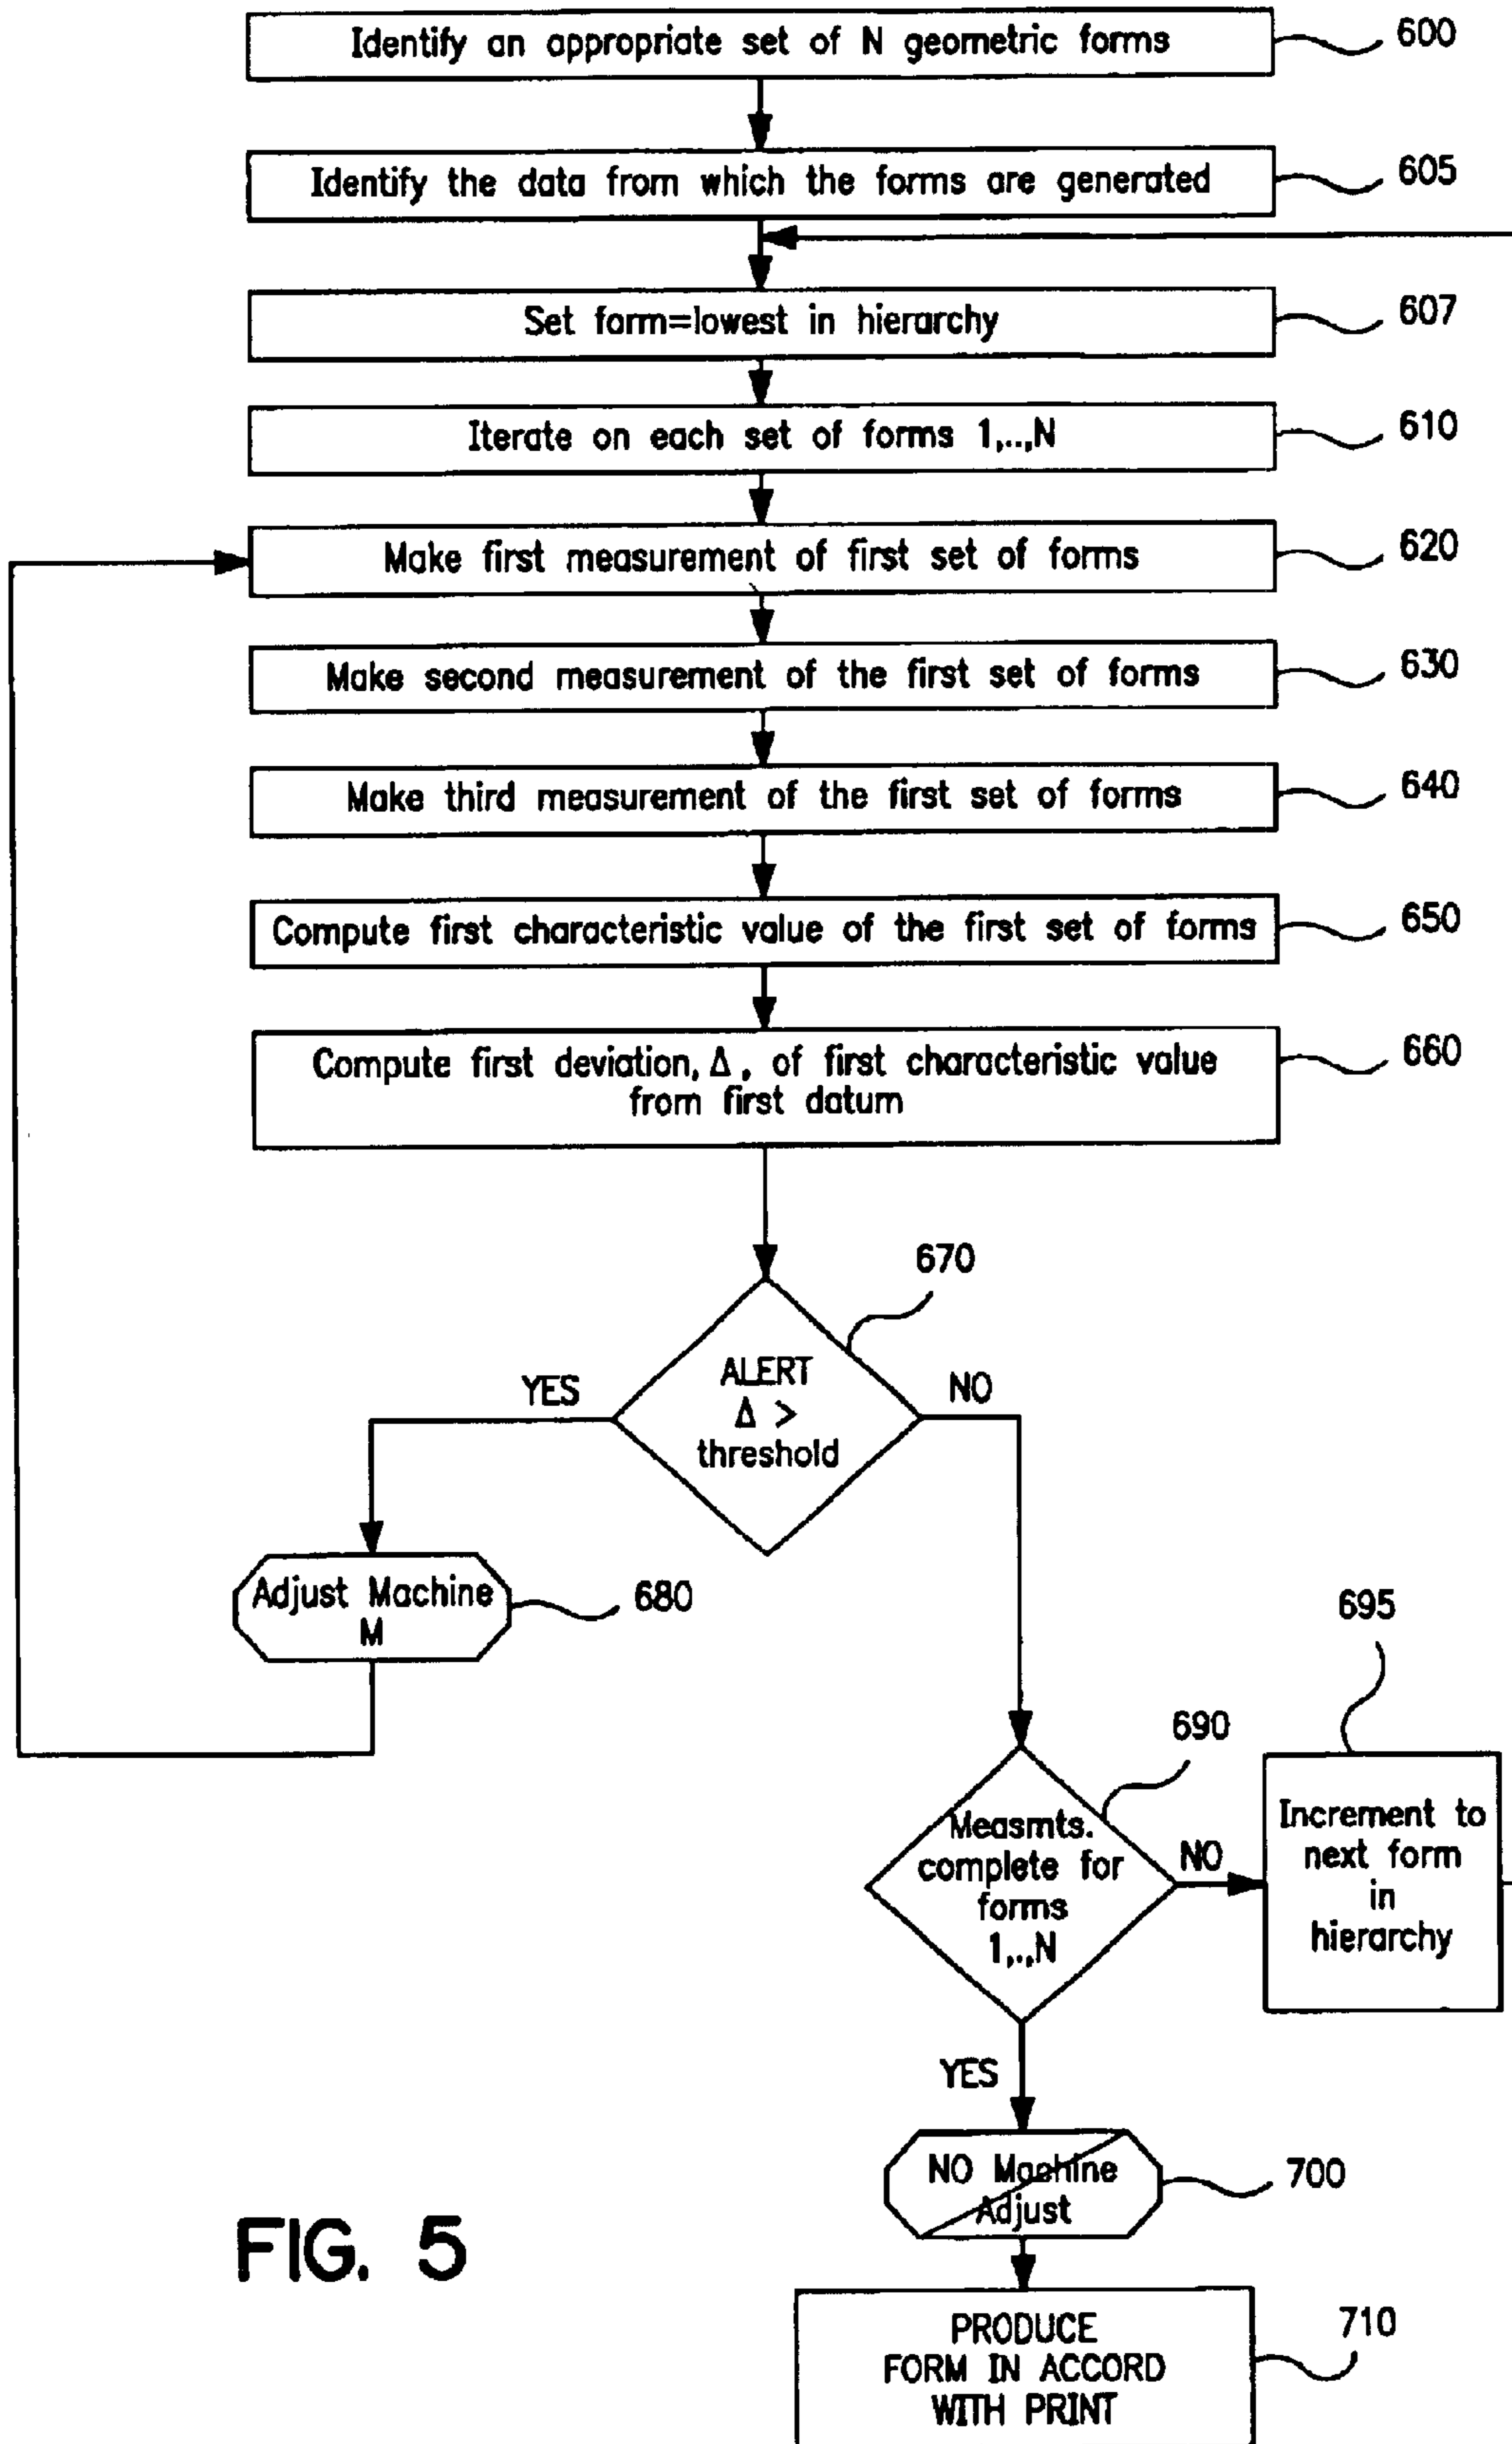 Identify an appropriate set of N geometric forms
600
Identify the data from which the forms are generated
605
Set form=lowest in hierarchy
607
Iterate on each set of forms 1,..,N
610
Make first measurement of first set of forms
620
Make second measurement of the first set of forms
630
Make third measurement of the first set of forms
640
Compute first characteristic value of the first set of forms
650
Compute first deviation, Δ, of first characteristic value
from first datum
660
670
ALERT
Δ >
threshold
YES
NO
Adjust Machine
M
680
695
690
Measmts.
complete for
forms
1,.,N
NO
Increment to
next form
in
hierarchy
YES
NO Machine
Adjust
700
PRODUCE
FORM IN ACCORD
WITH PRINT
710
FIG. 5